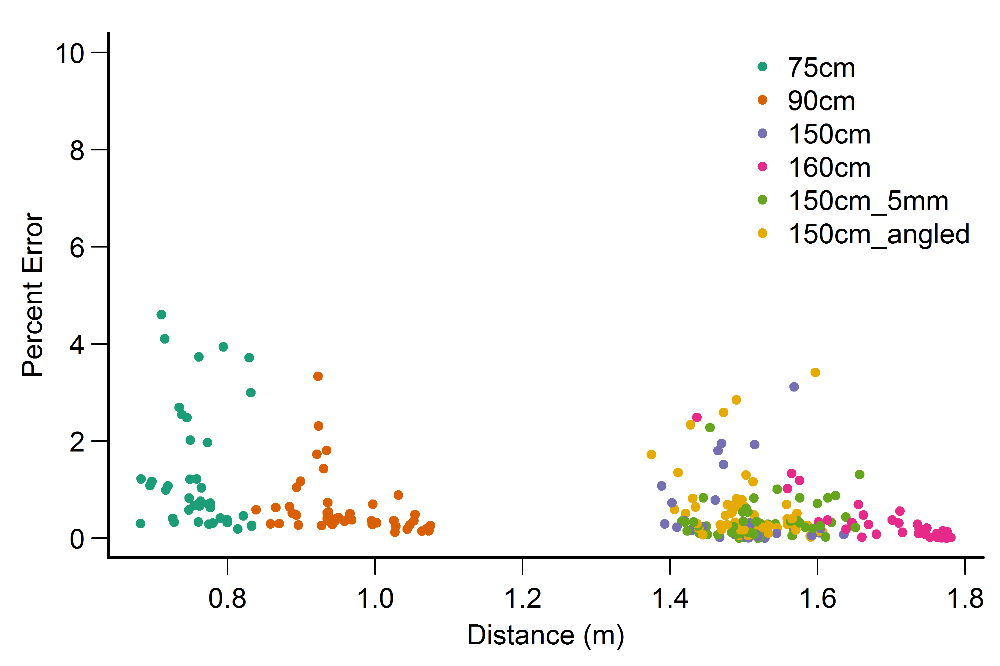 10
8
6
4
2
0
Percent Error
75cm
90cm
150cm
160cm
150cm_5mm
150cm_angled
0.8 1.0 1.2 1.4 1.6 1.8
Distance (m)